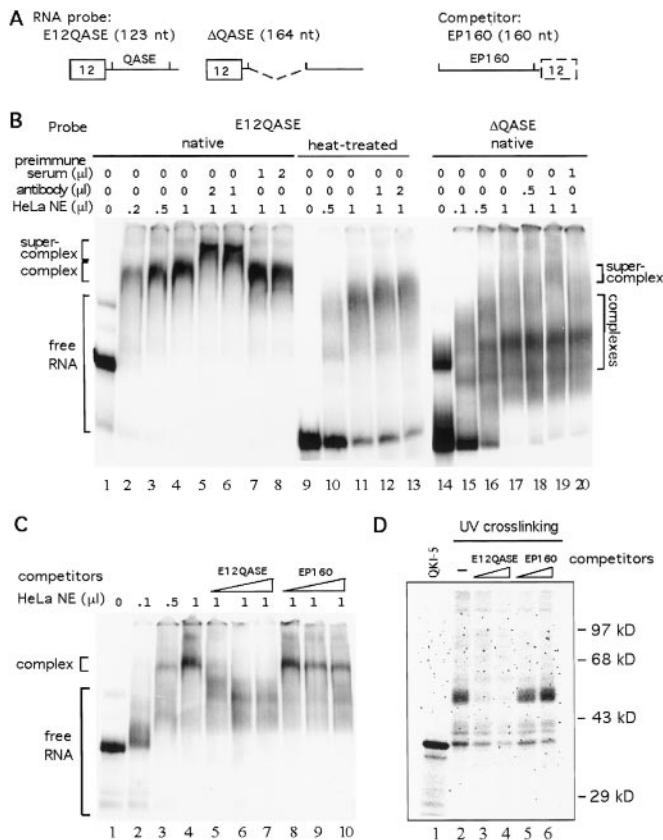 A
RNA probe:
E12QASE (123 nt) ΔQASE (164 nt)
Competitor:
EP160 (160 nt)
12 QASE 12 EP160 12
B
Probe E12QASE ΔQASE
native heat-treated native
preimmune
serum (μl) 0 0 0 0 0 0 1 2 0 0 0 0 0 0 0 0 0 0 0 1
antibody (μl) 0 0 0 0 2 1 0 0 0 0 0 1 2 0 0 0 0 .5 1 0
HeLa NE (μl) 0 .2 .5 1 1 1 1 1 0 .5 1 1 1 0 .1 .5 1 1 1 1
super-
complex
complex
free
RNA
super-
complex
complexes
1 2 3 4 5 6 7 8 9 10 11 12 13 14 15 16 17 18 19 20
C
competitors E12QASE EP160
HeLa NE (μl) 0 .1 .5 1 1 1 1 1 1 1
complex
free
RNA
1 2 3 4 5 6 7 8 9 10
D
UV crosslinking
QKI-5 – E12QASE EP160 competitors
– 97 kD
– 68 kD
– 43 kD
– 29 kD
1 2 3 4 5 6